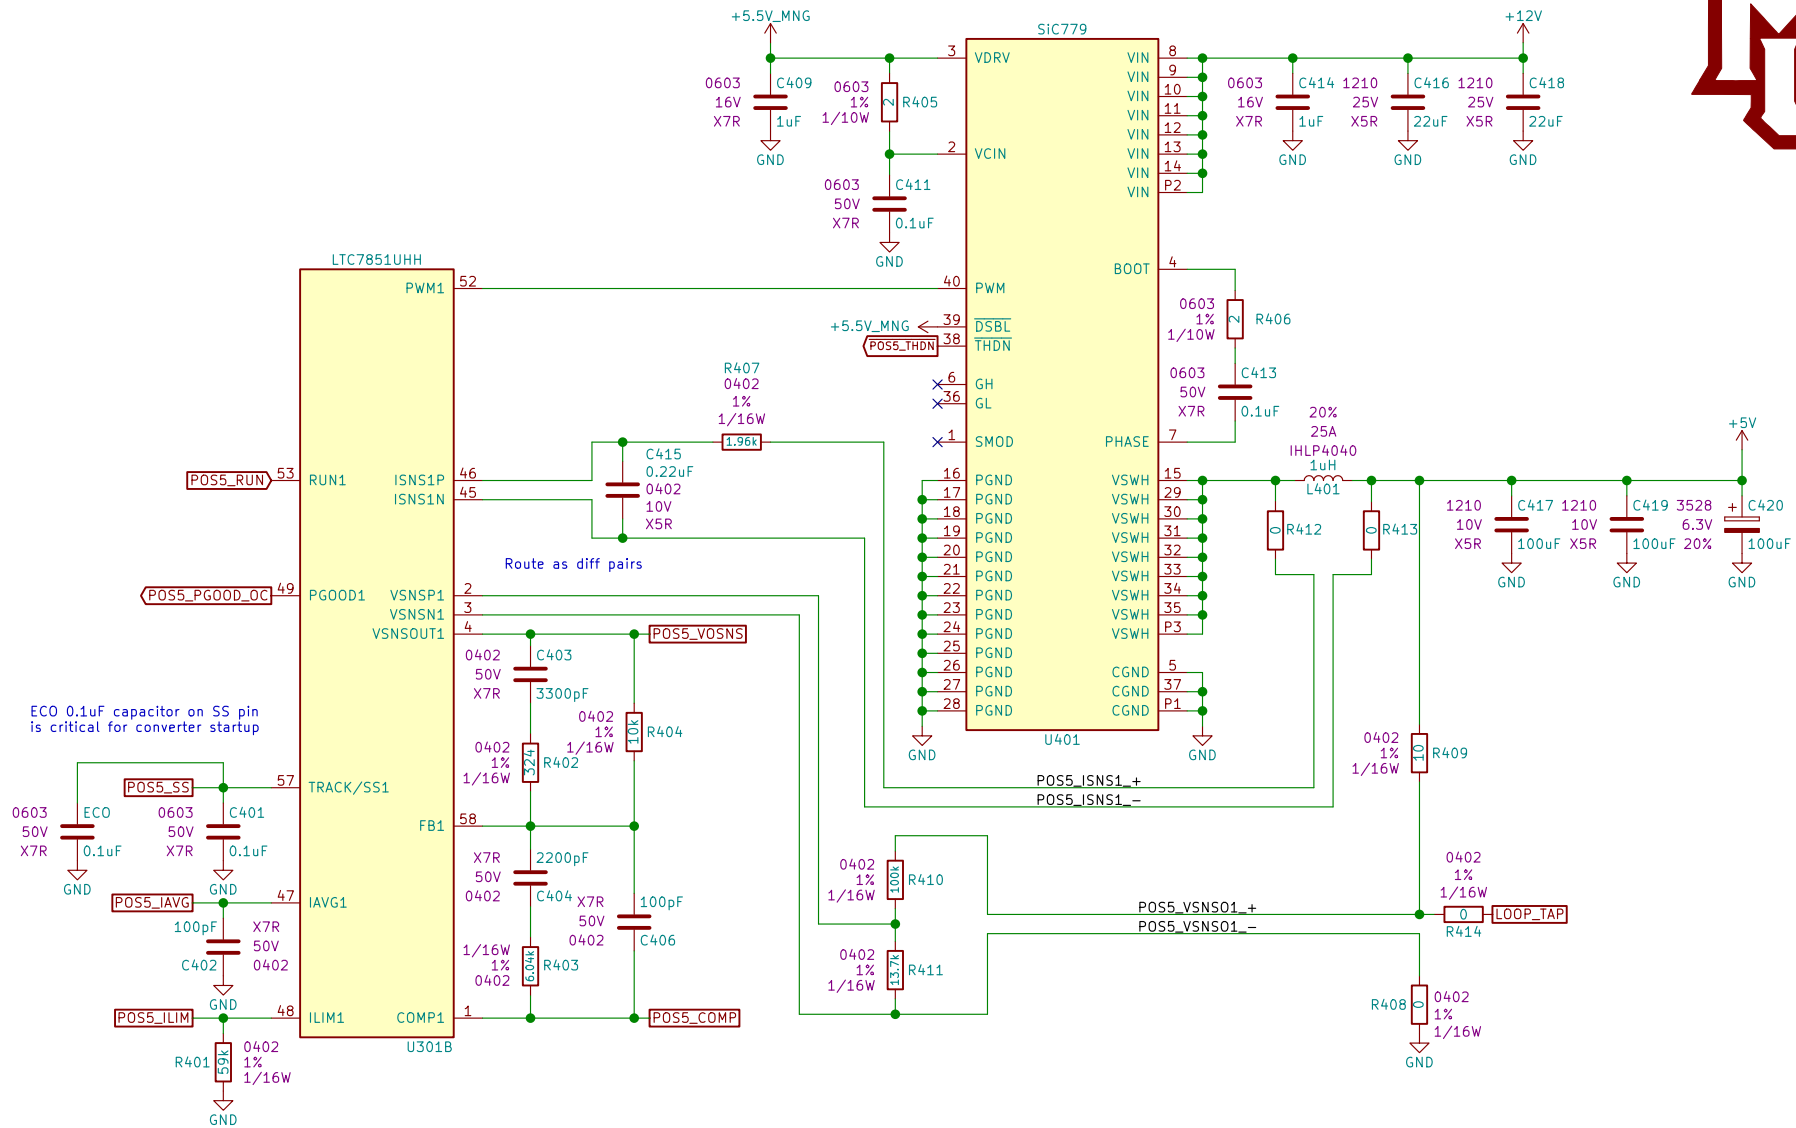 +5.5V_MNG
SiC779
+12V
3 VDRV
VIN 8
VIN 9
VIN 10
VIN 11
VIN 12
VIN 13
VIN 14
VIN P2
0603
16V
X7R
C409
1uF
GND
0603
1%
1/10W
2
R405
0603
16V
X7R
C414
1uF
GND
1210
25V
X5R
C416
22uF
GND
1210
25V
X5R
C418
22uF
GND
2 VCIN
0603
50V
X7R
C411
0.1uF
GND
LTC7851UHH
PWM1 52
40 PWM
BOOT 4
+5.5V_MNG
39 DSBL
POS5_THDN
38 THDN
0603
1%
1/10W
2
R406
6 GH
36 GL
1 SMOD
0603
50V
X7R
C413
0.1uF
PHASE 7
R407
0402
1%
1/16W
1.96k
20%
25A
IHLP4040
1uH
L401
+5V
POS5_RUN
53 RUN1
ISNS1P 46
ISNS1N 45
C415
0.22uF
0402
10V
X5R
16 PGND
17 PGND
18 PGND
19 PGND
20 PGND
21 PGND
22 PGND
23 PGND
24 PGND
25 PGND
26 PGND
27 PGND
28 PGND
GND
VSWH 15
VSWH 29
VSWH 30
VSWH 31
VSWH 32
VSWH 33
VSWH 34
VSWH 35
VSWH P3
CGND 5
CGND 37
CGND P1
GND
U401
0
R412
0
R413
1210
10V
X5R
C417
100uF
GND
1210
10V
X5R
C419
100uF
GND
3528
6.3V
20%
+
C420
100uF
GND
Route as diff pairs
POS5_PGOOD_OC
49 PGOOD1
VSNSP1 2
VSNSN1 3
VSNSOUT1 4
POS5_VOSNS
0402
50V
X7R
C403
3300pF
0402
1%
1/16W
10k
R404
0402
1%
1/16W
324
R402
ECO 0.1uF capacitor on SS pin
is critical for converter startup
POS5_SS
57 TRACK/SS1
0603
50V
X7R
ECO
0.1uF
GND
0603
50V
X7R
C401
0.1uF
GND
FB1 58
POS5_ISNS1_+
POS5_ISNS1_-
0402
1%
1/16W
10
R409
X7R
50V
0402
2200pF
C404
X7R
50V
0402
100pF
C406
0402
1%
1/16W
100k
R410
POS5_IAVG
47 IAVG1
100pF
C402
X7R
50V
0402
GND
1/16W
1%
0402
6.04k
R403
0402
1%
1/16W
13.7k
R411
POS5_VSNSO1_+
POS5_VSNSO1_-
0402
1%
1/16W
0
R414
LOOP_TAP
POS5_ILIM
48 ILIM1
COMP1 1
POS5_COMP
U301B
R401
59k
0402
1%
1/16W
GND
R408
0
0402
1%
1/16W
GND